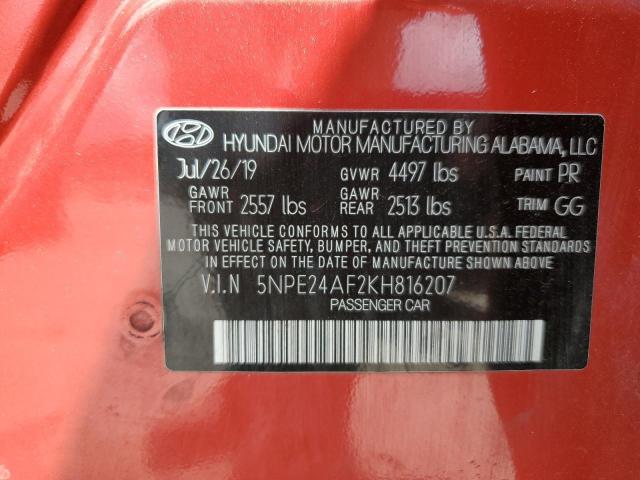 MANUFACTURED BY
HYUNDAI MOTOR MANUFACTURING ALABAMA, LLC
Jul/26/19 GVWR 4497 lbs PAINT PR
GAWR FRONT 2557 lbs GAWR REAR 2513 lbs TRIM GG
THIS VEHICLE CONFORMS TO ALL APPLICABLE U.S.A. FEDERAL
MOTOR VEHICLE SAFETY, BUMPER, AND THEFT PREVENTION STANDARDS
IN EFFECT ON THE DATE OF MANUFACTURE SHOWN ABOVE.
V.I.N 5NPE24AF2KH816207
PASSENGER CAR